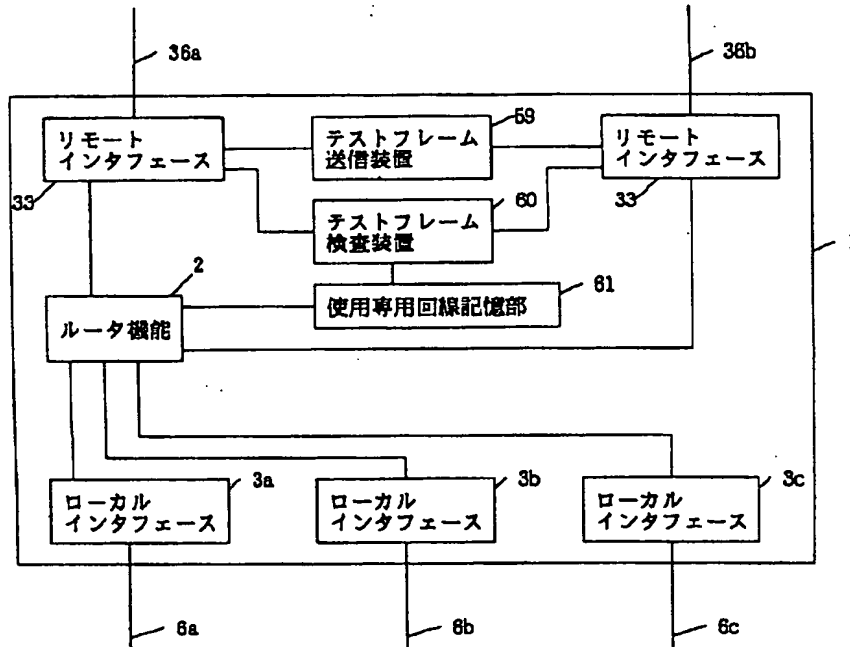 36a
36b
リモート
インタフェース
33
テストフレーム
送信装置
59
リモート
インタフェース
33
テストフレーム
検査装置
60
2
ルータ機能
使用専用回線記憶部
61
ローカル
インタフェース
3a
ローカル
インタフェース
3b
ローカル
インタフェース
3c
6a
6b
6c